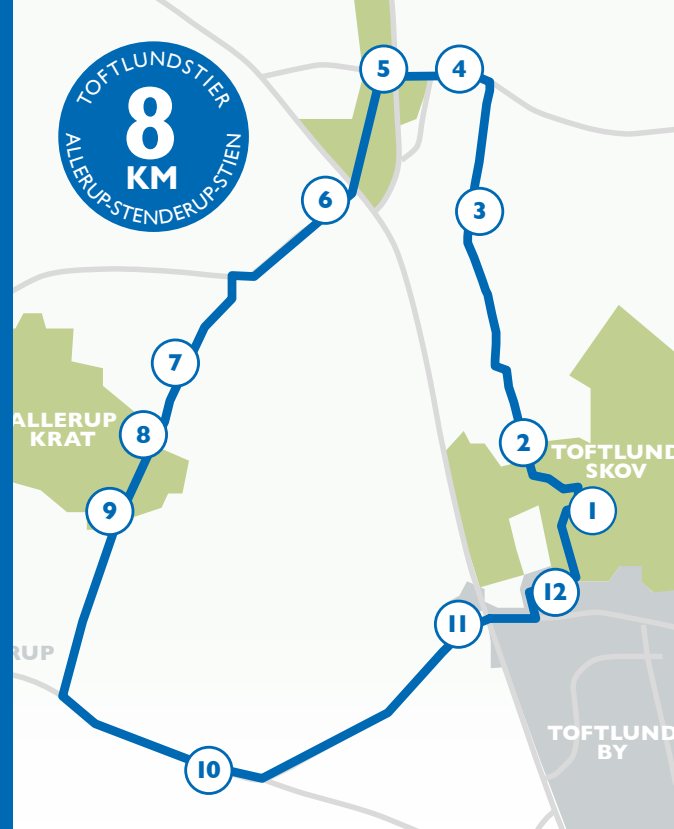 TOFTLUNDSTIER
8
KM
ALLERUP-STENDERUP-STIEN
5
4
6
3
7
ALLERUP
KRAT
8
2
TOFTLUND
SKOV
9
1
12
11
RUP
TOFTLUND
BY
10